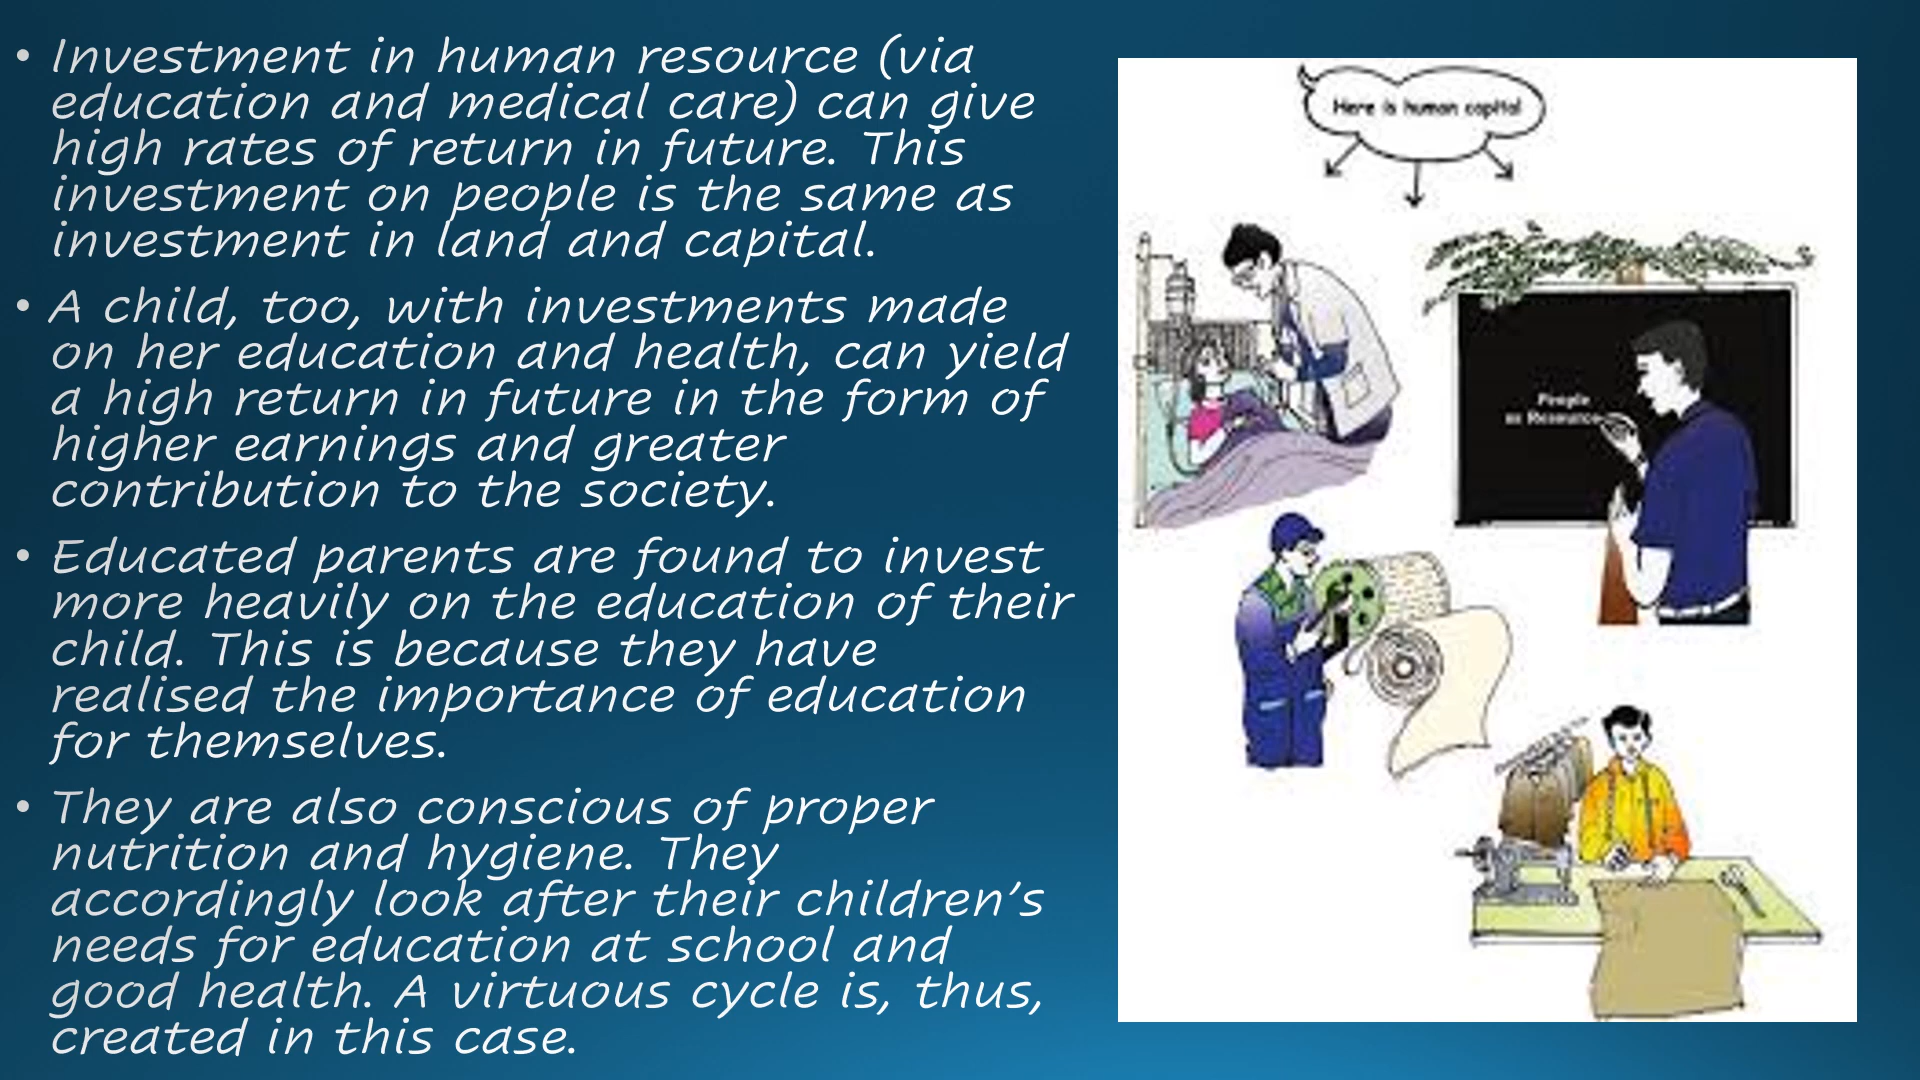 • Investment in human resource (via
education and medical care) can give
high rates of return in future. This
investment on people is the same as
investment in land and capital.
• A child, too, with investments made
on her education and health, can yield
a high return in future in the form of
higher earnings and greater
contribution to the society.
• Educated parents are found to invest
more heavily on the education of their
child. This is because they have
realised the importance of education
for themselves.
• They are also conscious of proper
nutrition and hygiene. They
accordingly look after their children’s
needs for education at school and
good health. A virtuous cycle is, thus,
created in this case.
Here is human capital
People
as Resource